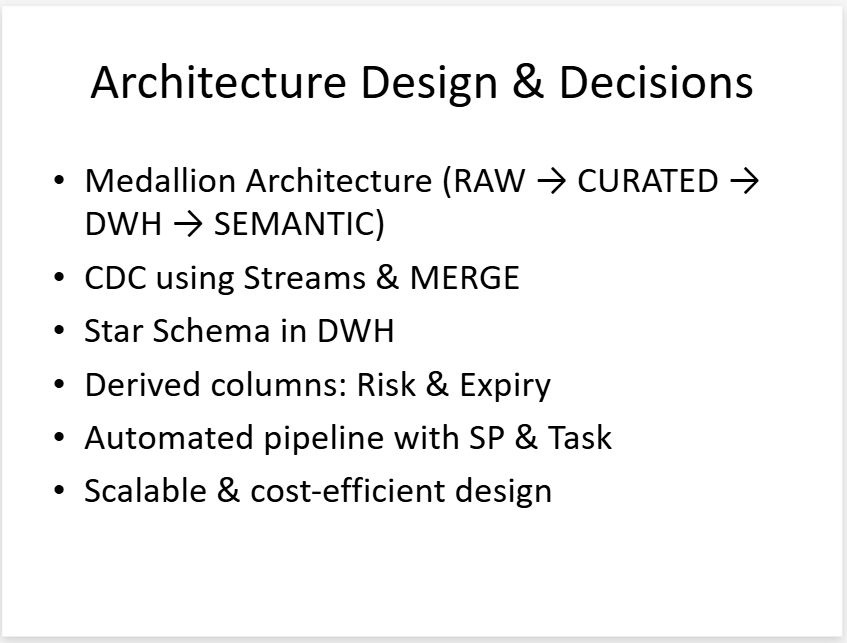 Architecture Design & Decisions
• Medallion Architecture (RAW → CURATED →
DWH → SEMANTIC)
• CDC using Streams & MERGE
• Star Schema in DWH
• Derived columns: Risk & Expiry
• Automated pipeline with SP & Task
• Scalable & cost-efficient design